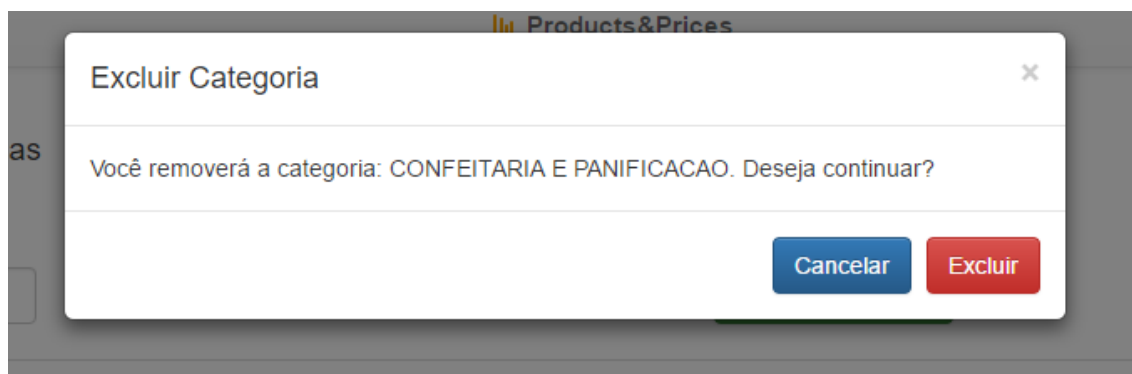 Products&Prices
Excluir Categoria
×
as
Você removerá a categoria: CONFEITARIA E PANIFICACAO. Deseja continuar?
Cancelar
Excluir